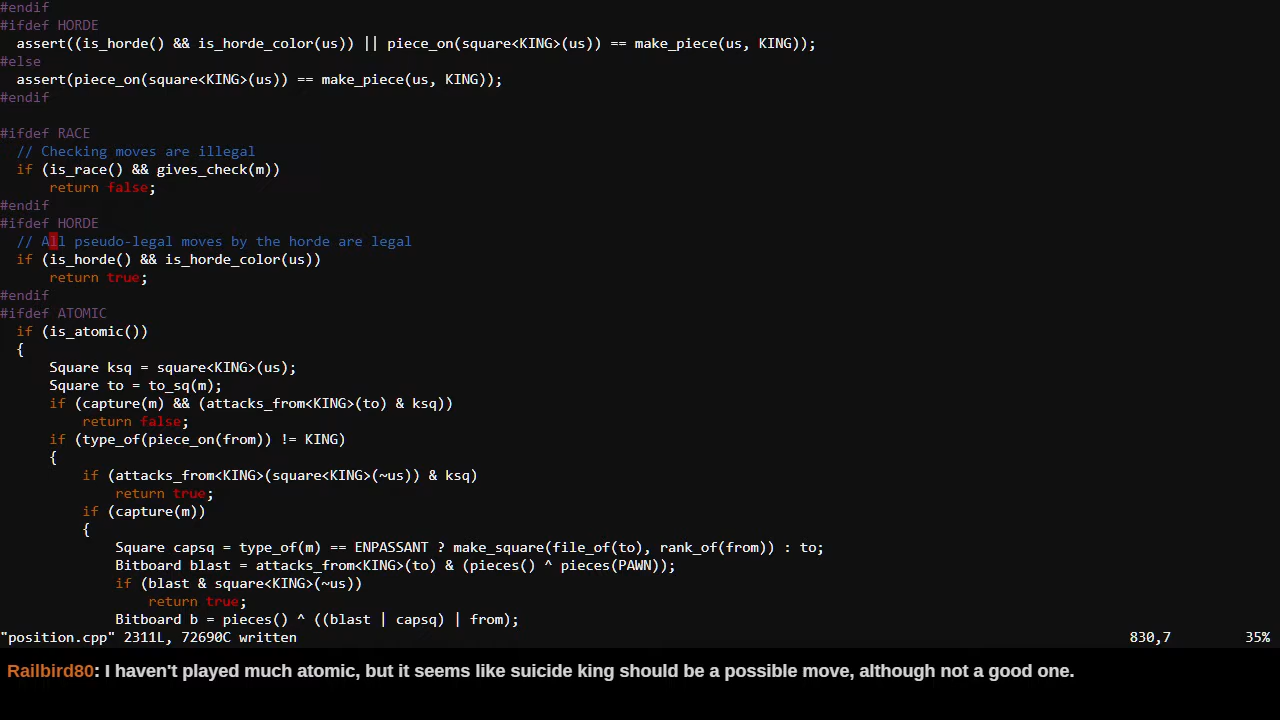 #endif
#ifdef HORDE
  assert((is_horde() && is_horde_color(us)) || piece_on(square<KING>(us)) == make_piece(us, KING));
#else
  assert(piece_on(square<KING>(us)) == make_piece(us, KING));
#endif
#ifdef RACE
  // Checking moves are illegal
  if (is_race() && gives_check(m))
      return false;
#endif
#ifdef HORDE
  // All pseudo-legal moves by the horde are legal
  if (is_horde() && is_horde_color(us))
      return true;
#endif
#ifdef ATOMIC
  if (is_atomic())
  {
      Square ksq = square<KING>(us);
      Square to = to_sq(m);
      if (capture(m) && (attacks_from<KING>(to) & ksq))
          return false;
      if (type_of(piece_on(from)) != KING)
      {
          if (attacks_from<KING>(square<KING>(~us)) & ksq)
              return true;
          if (capture(m))
          {
              Square capsq = type_of(m) == ENPASSANT ? make_square(file_of(to), rank_of(from)) : to;
              Bitboard blast = attacks_from<KING>(to) & (pieces() ^ pieces(PAWN));
              if (blast & square<KING>(~us))
                  return true;
              Bitboard b = pieces() ^ ((blast | capsq) | from);
"position.cpp" 2311L, 72690C written 830,7 35%
Railbird80: I haven't played much atomic, but it seems like suicide king should be a possible move, although not a good one.